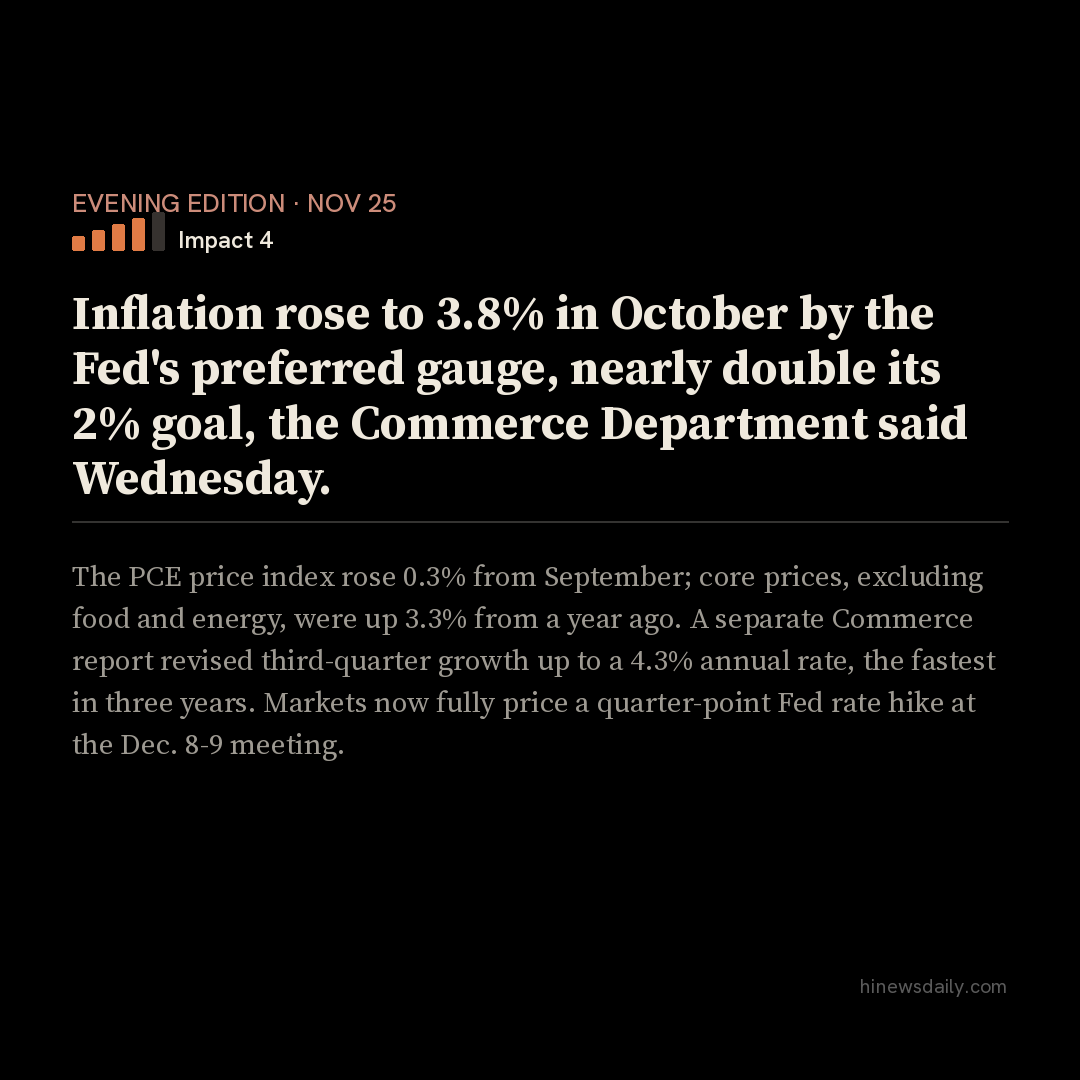 EVENING EDITION · NOV 25
Impact 4
Inflation rose to 3.8% in October by the
Fed's preferred gauge, nearly double its
2% goal, the Commerce Department said
Wednesday.
The PCE price index rose 0.3% from September; core prices, excluding
food and energy, were up 3.3% from a year ago. A separate Commerce
report revised third-quarter growth up to a 4.3% annual rate, the fastest
in three years. Markets now fully price a quarter-point Fed rate hike at
the Dec. 8-9 meeting.
hinewsdaily.com